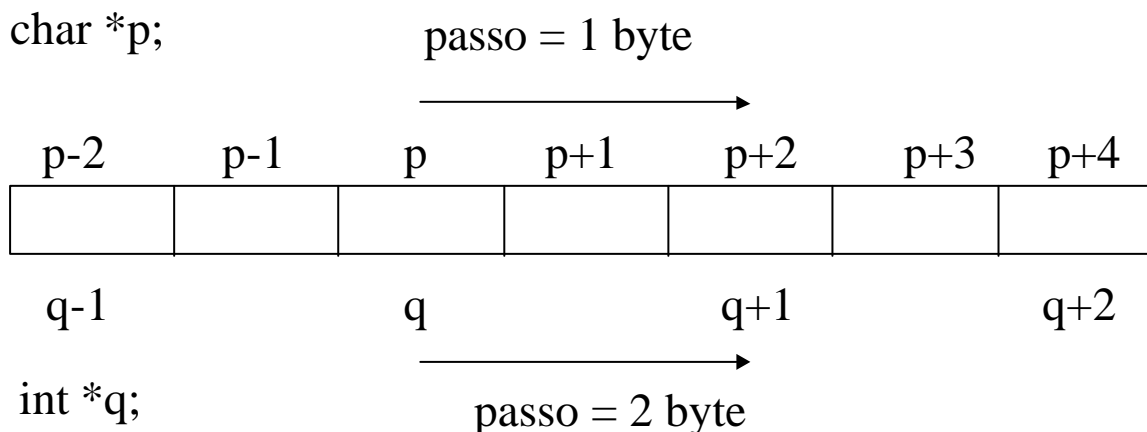 char *p;
passo = 1 byte
p-2 p-1 p p+1 p+2 p+3 p+4
q-1 q q+1 q+2
int *q;
passo = 2 byte